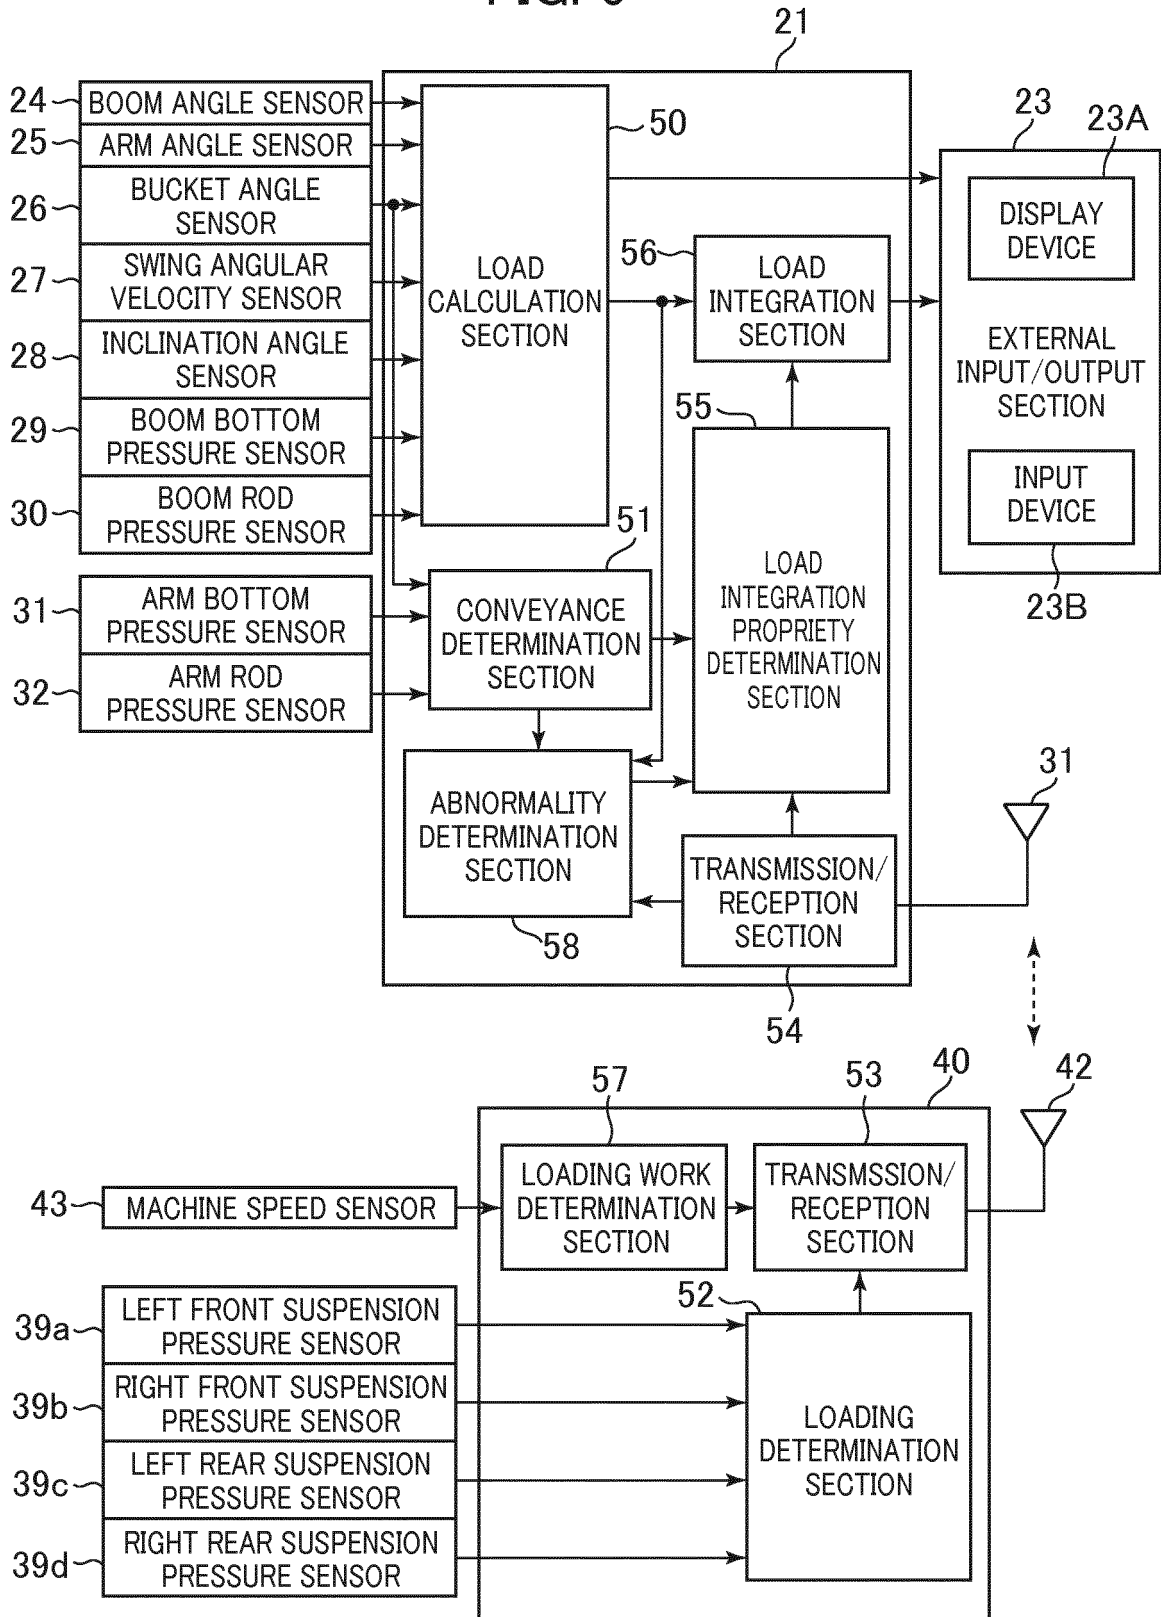 21
24
BOOM ANGLE SENSOR
25
ARM ANGLE SENSOR
26
BUCKET ANGLE
SENSOR
27
SWING ANGULAR
VELOCITY SENSOR
28
INCLINATION ANGLE
SENSOR
29
BOOM BOTTOM
PRESSURE SENSOR
30
BOOM ROD
PRESSURE SENSOR
31
ARM BOTTOM
PRESSURE SENSOR
32
ARM ROD
PRESSURE SENSOR
50
LOAD
CALCULATION
SECTION
56
LOAD
INTEGRATION
SECTION
23
23A
DISPLAY
DEVICE
EXTERNAL
INPUT/OUTPUT
SECTION
INPUT
DEVICE
23B
51
CONVEYANCE
DETERMINATION
SECTION
55
LOAD
INTEGRATION
PROPRIETY
DETERMINATION
SECTION
ABNORMALITY
DETERMINATION
SECTION
58
TRANSMISSION/
RECEPTION
SECTION
54
31
40
42
57
LOADING WORK
DETERMINATION
SECTION
53
TRANSMSSION/
RECEPTION
SECTION
43
MACHINE SPEED SENSOR
39a
LEFT FRONT SUSPENSION
PRESSURE SENSOR
39b
RIGHT FRONT SUSPENSION
PRESSURE SENSOR
39c
LEFT REAR SUSPENSION
PRESSURE SENSOR
39d
RIGHT REAR SUSPENSION
PRESSURE SENSOR
52
LOADING
DETERMINATION
SECTION